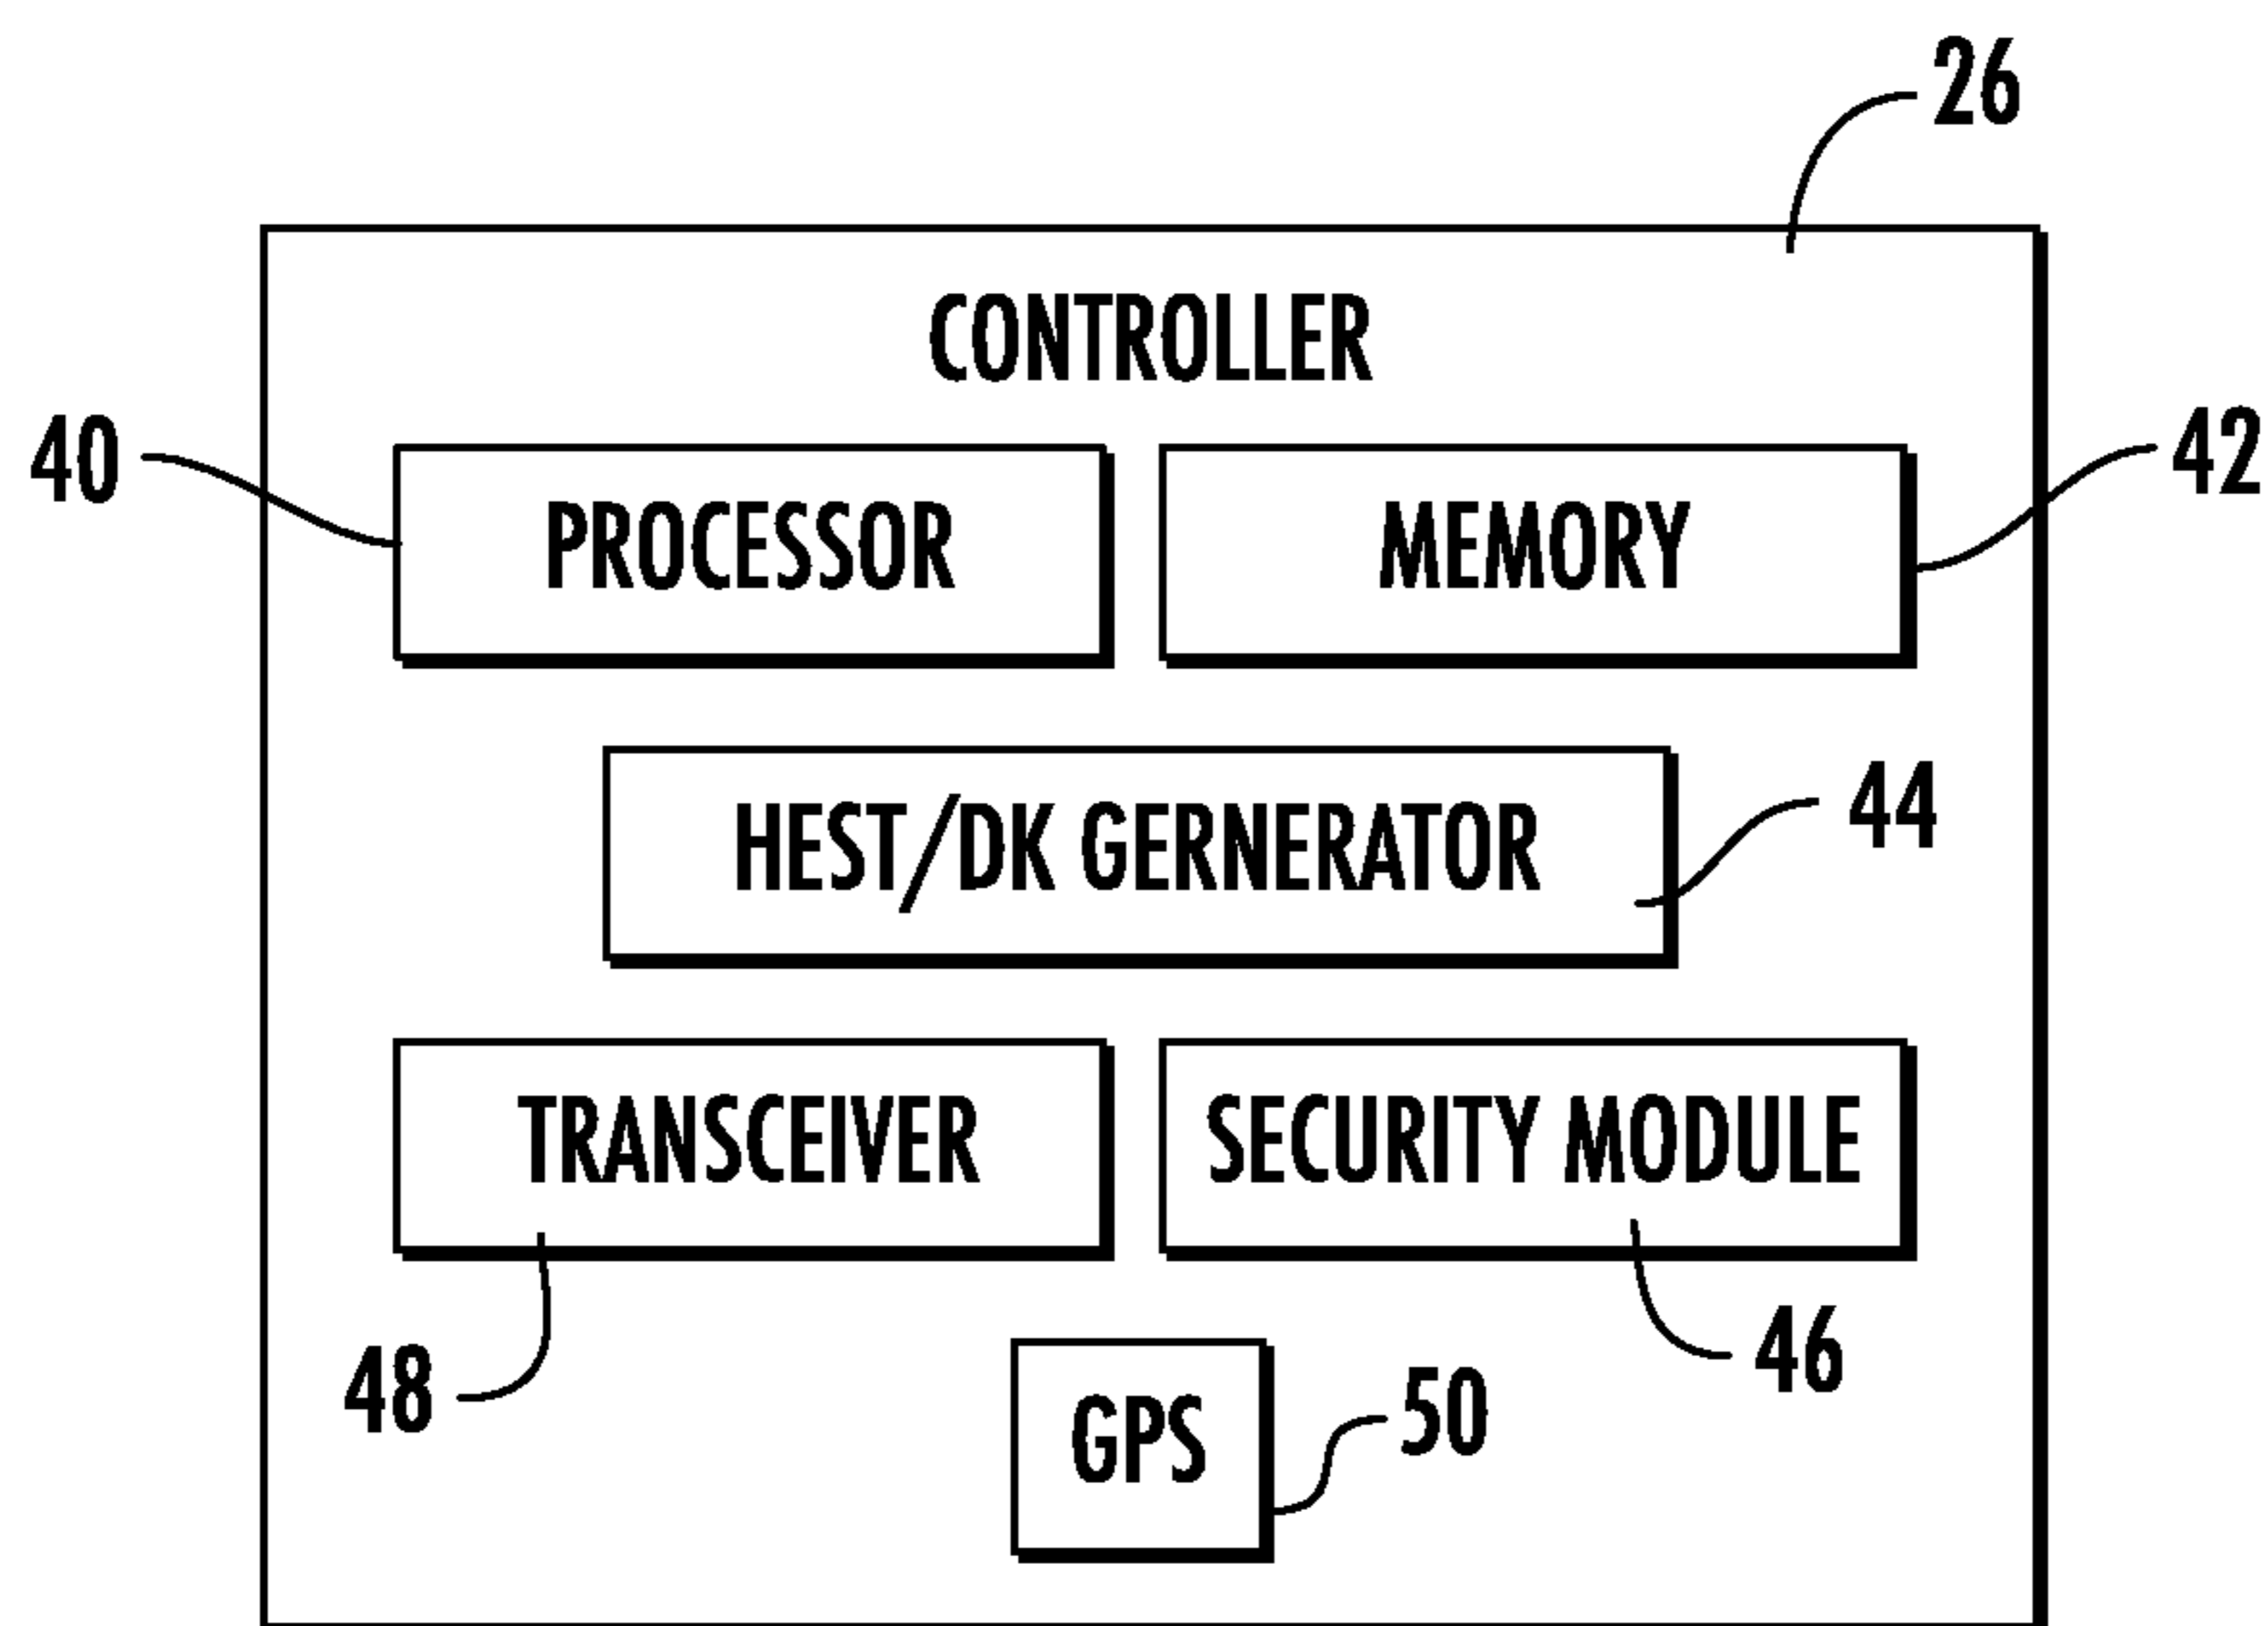 26
CONTROLLER
40
PROCESSOR
MEMORY
42
HEST/DK GERNERATOR
44
TRANSCEIVER
SECURITY MODULE
48
46
GPS
50